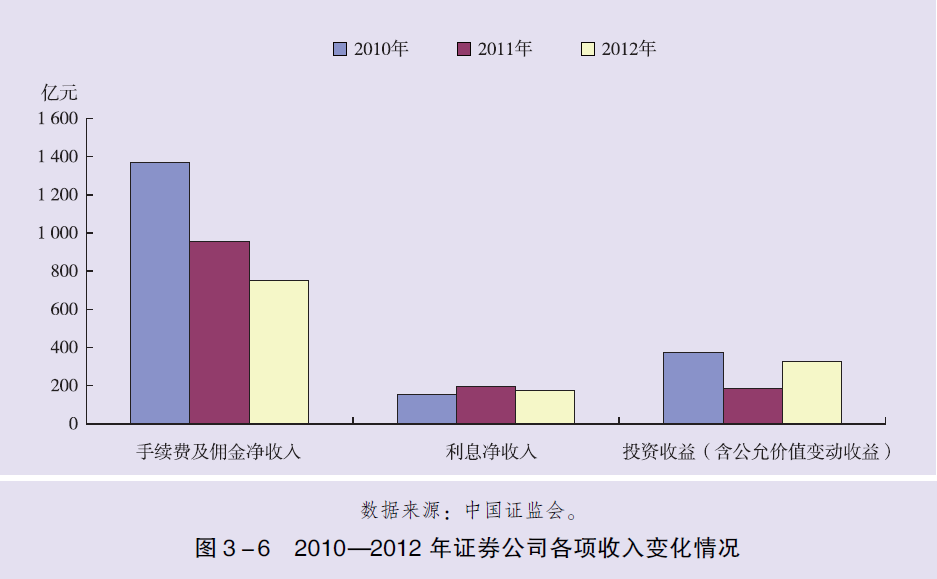 2010年 2011年 2012年
亿元
1 600
1 400
1 200
1 000
800
600
400
200
0
手续费及佣金净收入 利息净收入 投资收益（含公允价值变动收益）
数据来源：中国证监会。
图 3-6 2010—2012 年证券公司各项收入变化情况